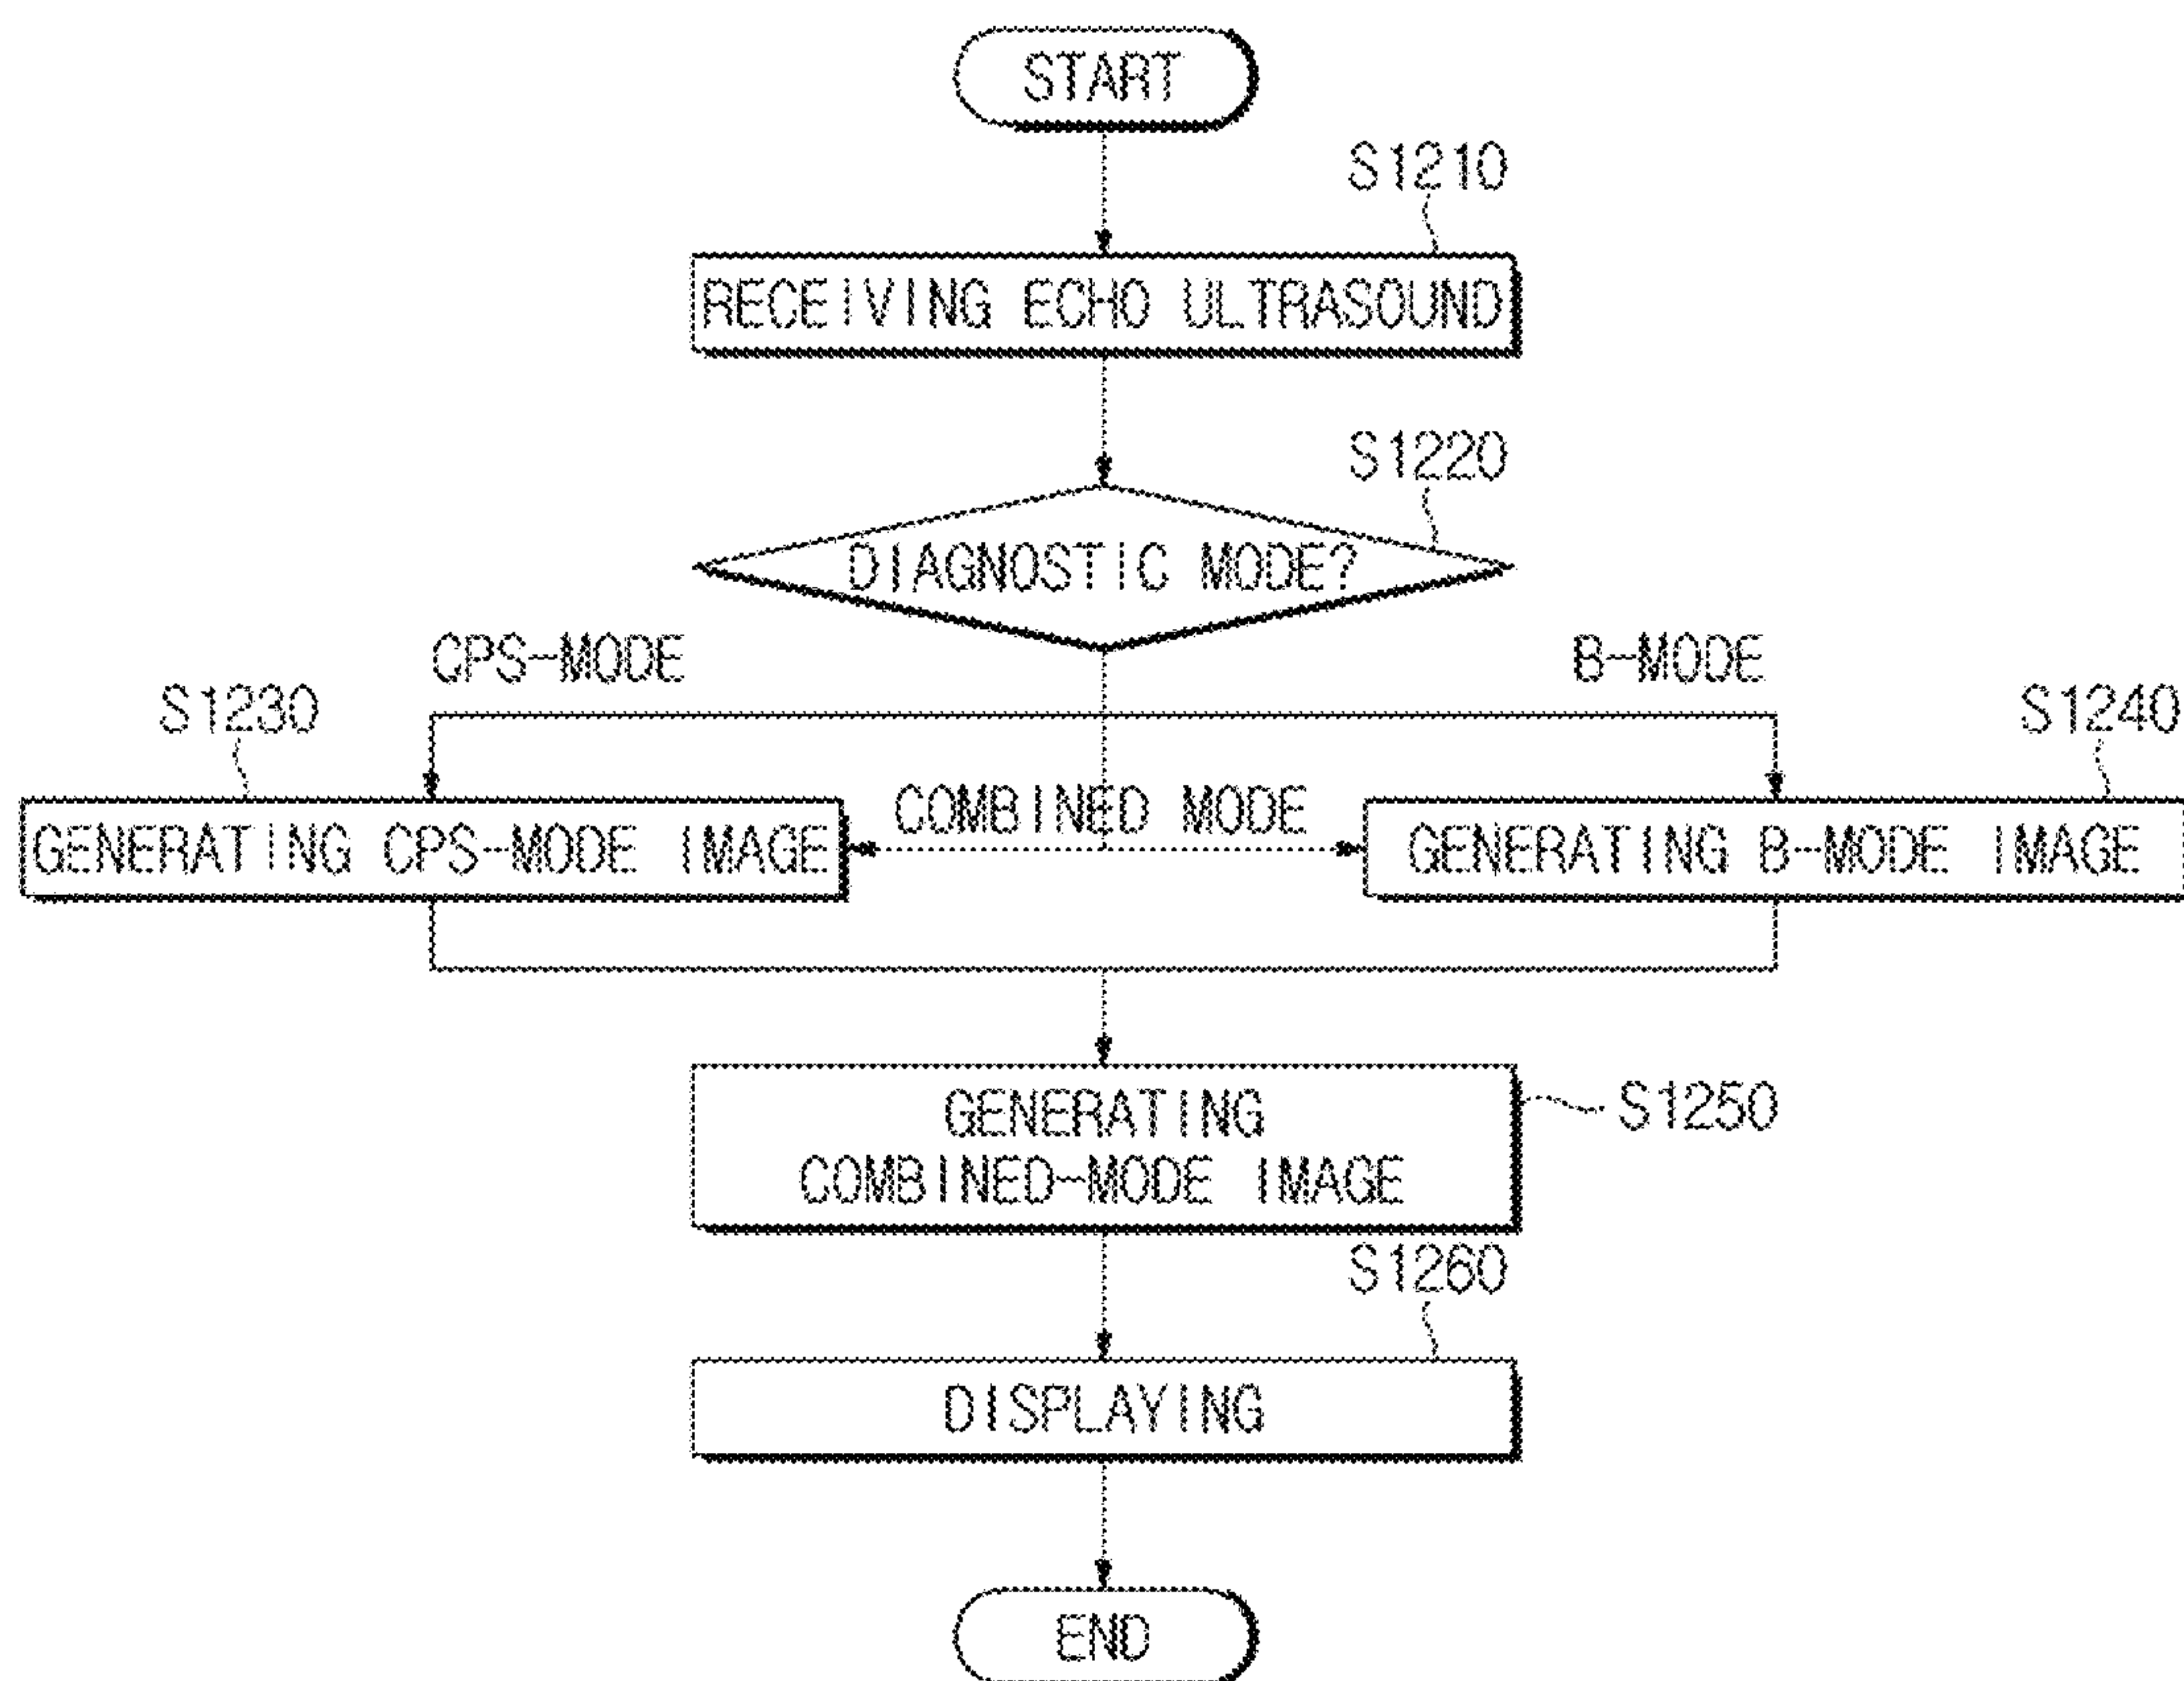 START
S1210
RECEIVING ECHO ULTRASOUND
S1220
DIAGNOSTIC MODE?
CPS-MODE
B-MODE
S1230
S1240
COMBINED MODE
GENERATING CPS-MODE IMAGE
GENERATING B-MODE IMAGE
GENERATING
COMBINED-MODE IMAGE
S1250
S1260
DISPLAYING
END